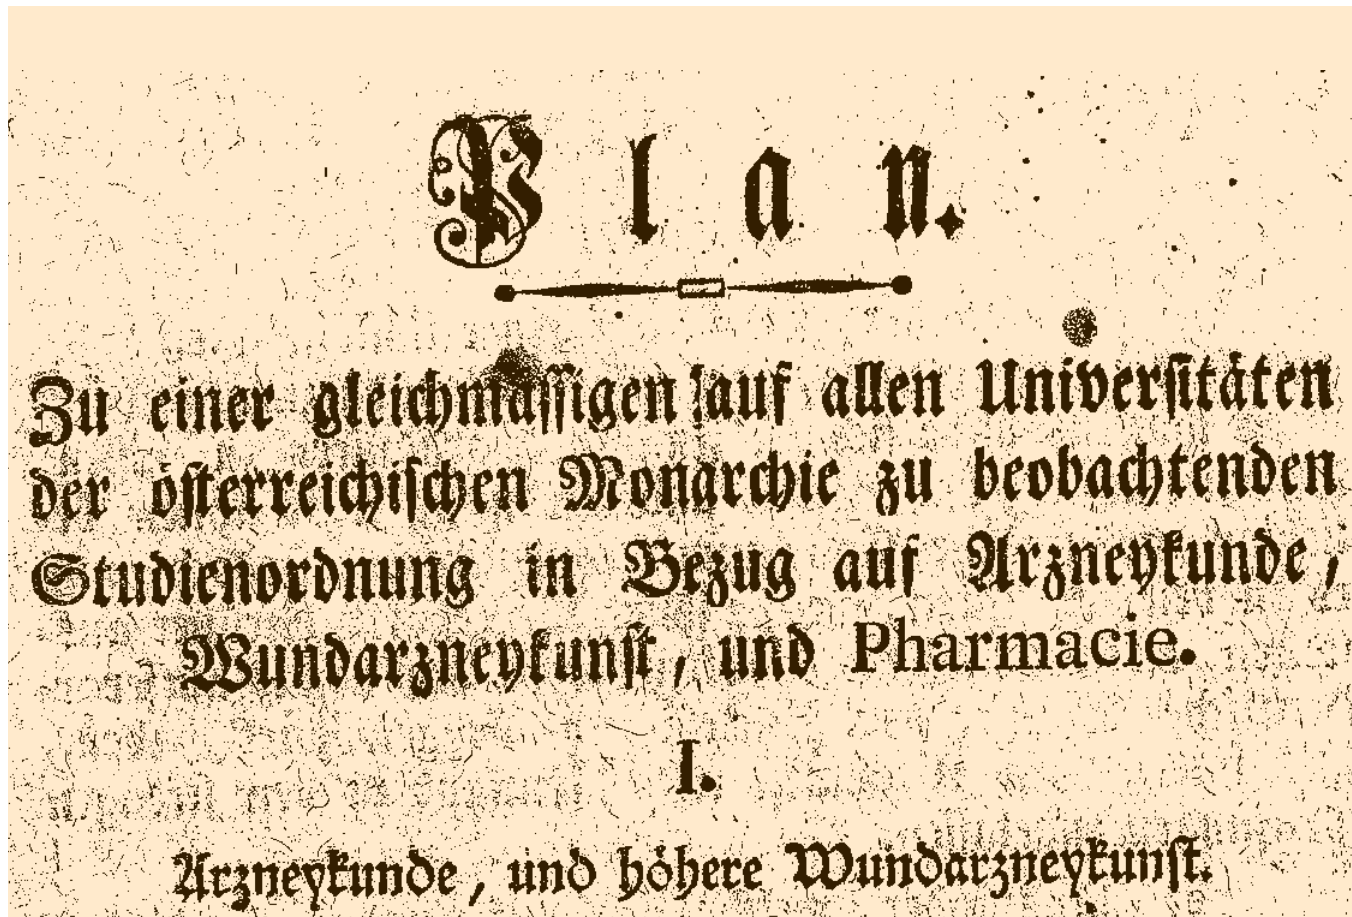 Plan.
Zu einer gleichmässigen auf allen Universitäten
der österreichischen Monarchie zu beobachtenden
Studienordnung in Bezug auf Arzneykunde,
Wundarzneykunst, und Pharmacie.
I.
Arzneykunde, und höhere Wundarzneykunst.